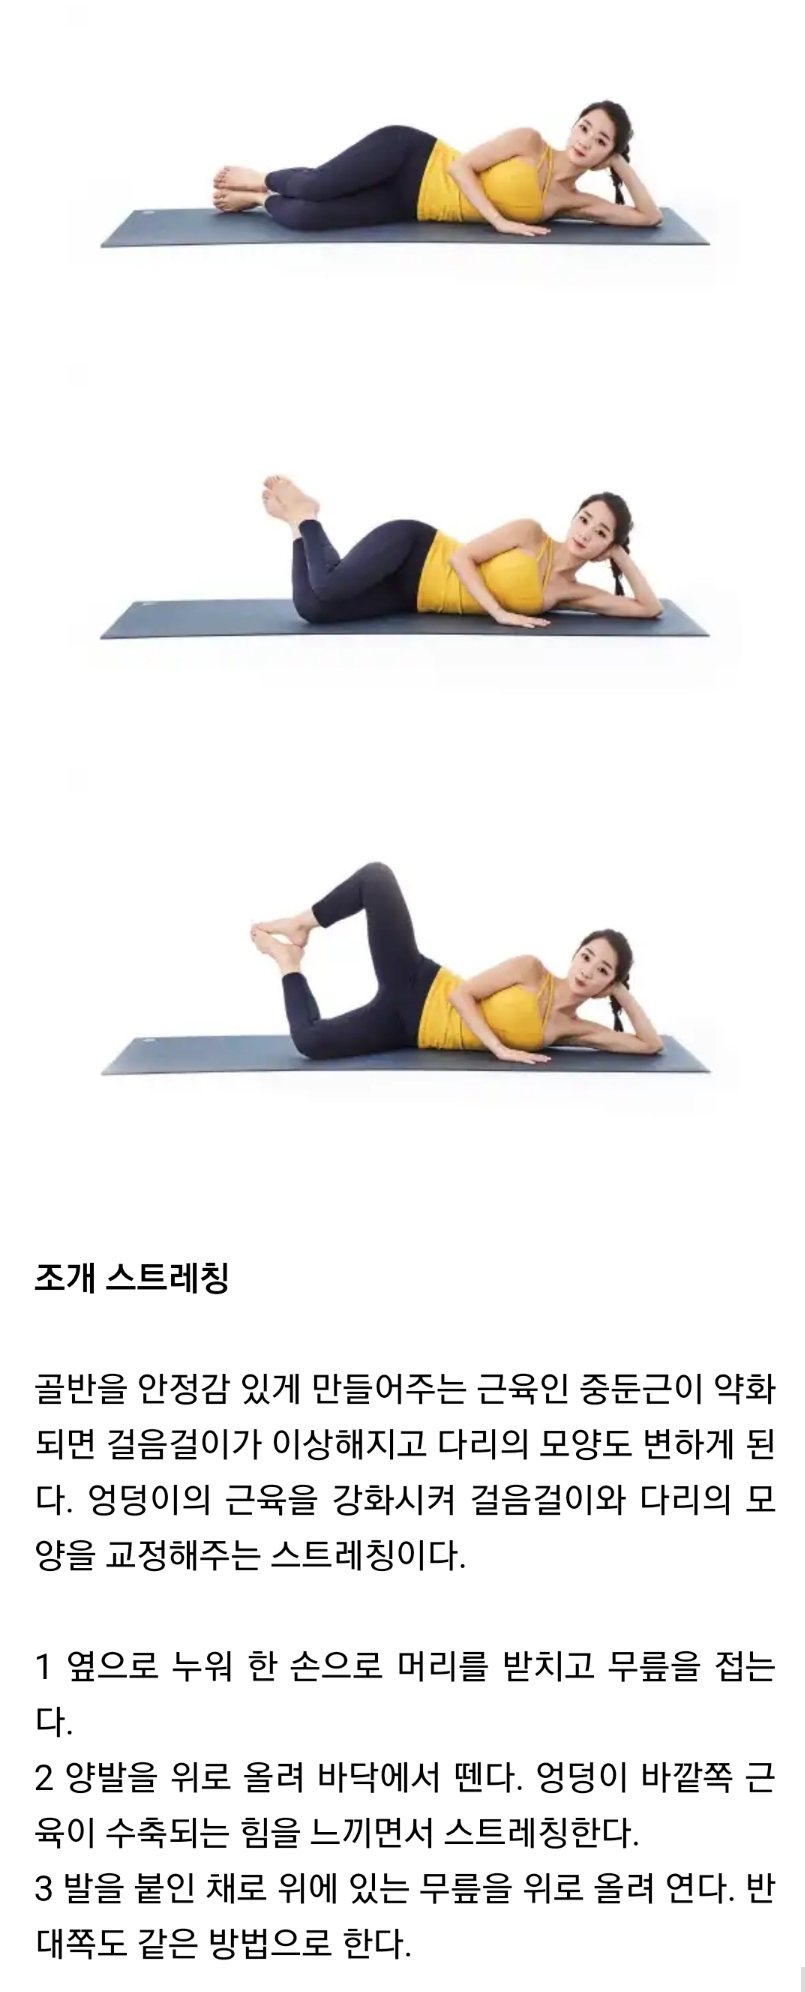 조개 스트레칭
골반을 안정감 있게 만들어주는 근육인 중둔근이 약화
되면 걸음걸이가 이상해지고 다리의 모양도 변하게 된
다. 엉덩이의 근육을 강화시켜 걸음걸이와 다리의 모
양을 교정해주는 스트레칭이다.
1 옆으로 누워 한 손으로 머리를 받치고 무릎을 접는
다.
2 양발을 위로 올려 바닥에서 뗀다. 엉덩이 바깥쪽 근
육이 수축되는 힘을 느끼면서 스트레칭한다.
3 발을 붙인 채로 위에 있는 무릎을 위로 올려 연다. 반
대쪽도 같은 방법으로 한다.